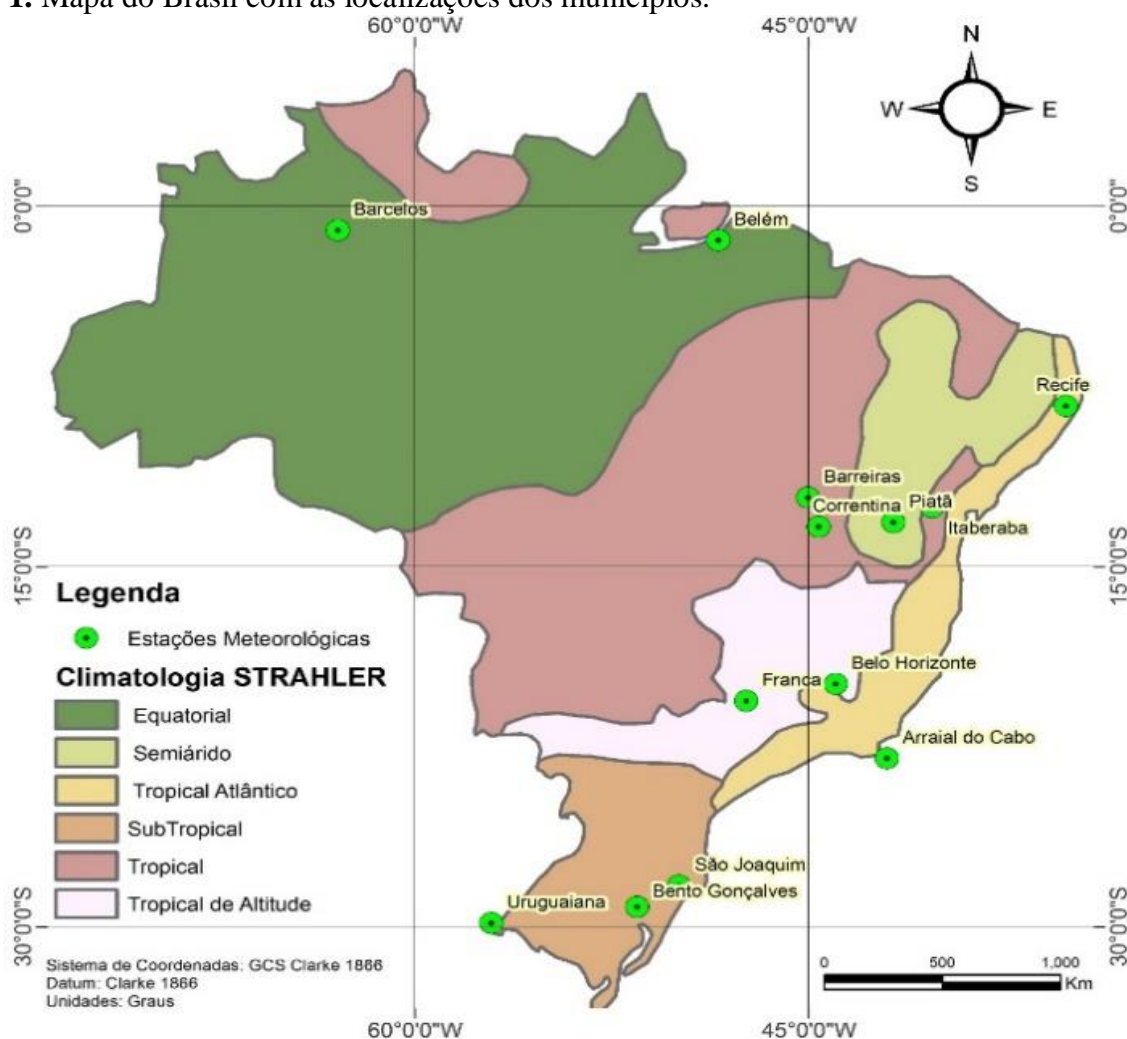 1. Mapa do Brasil com as localizações dos municípios.
60°0'0"W
45°0'0"W
N
W
E
S
0°0'0"
0°0'0"
Barcelos
Belém
Recife
Barreiras
Correntina
Piatã
Itaberaba
15°0'0"S
15°0'0"S
Legenda
Estações Meteorológicas
Climatologia STRAHLER
Equatorial
Semiárido
Tropical Atlântico
SubTropical
Tropical
Tropical de Altitude
Belo Horizonte
Franca
Arraial do Cabo
São Joaquim
Bento Gonçalves
Uruguaiana
30°0'0"S
30°0'0"S
Sistema de Coordenadas: GCS Clarke 1866
Datum: Clarke 1866
Unidades: Graus
0 500 1,000
Km
60°0'0"W
45°0'0"W